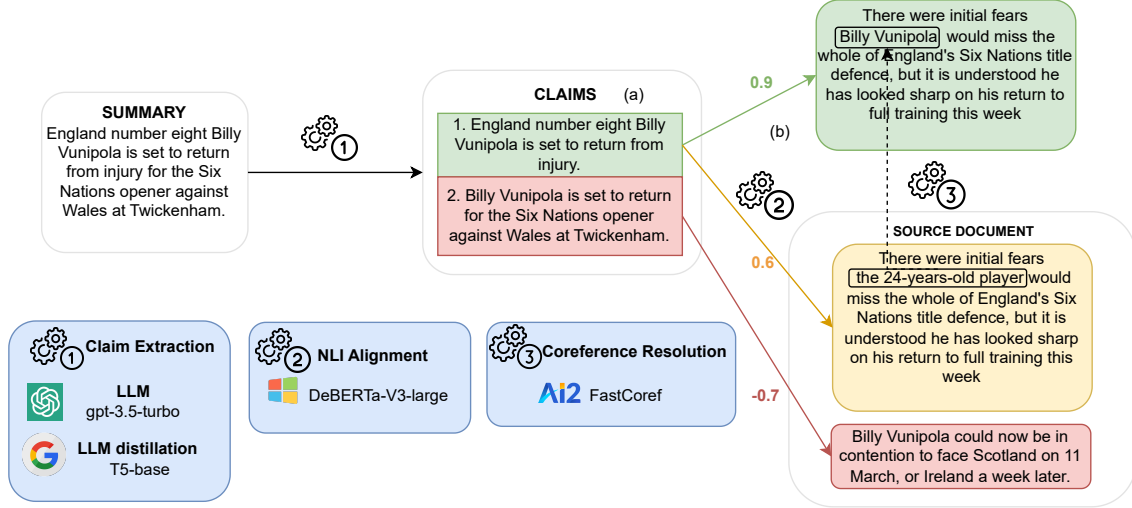 SUMMARY
England number eight Billy
Vunipola is set to return
from injury for the Six
Nations opener against
Wales at Twickenham.
1
CLAIMS (a)
1. England number eight Billy
Vunipola is set to return from
injury.
2. Billy Vunipola is set to return
for the Six Nations opener
against Wales at Twickenham.
0.9
(b)
2
0.6
-0.7
There were initial fears
Billy Vunipola would miss the
whole of England's Six Nations title
defence, but it is understood he
has looked sharp on his return to
full training this week
3
SOURCE DOCUMENT
There were initial fears
the 24-years-old player would
miss the whole of England's Six
Nations title defence, but it is
understood he has looked sharp
on his return to full training this
week
Billy Vunipola could now be in
contention to face Scotland on 11
March, or Ireland a week later.
1 Claim Extraction
LLM
gpt-3.5-turbo
LLM distillation
T5-base
2 NLI Alignment
DeBERTa-V3-large
3 Coreference Resolution
Ai2 FastCoref